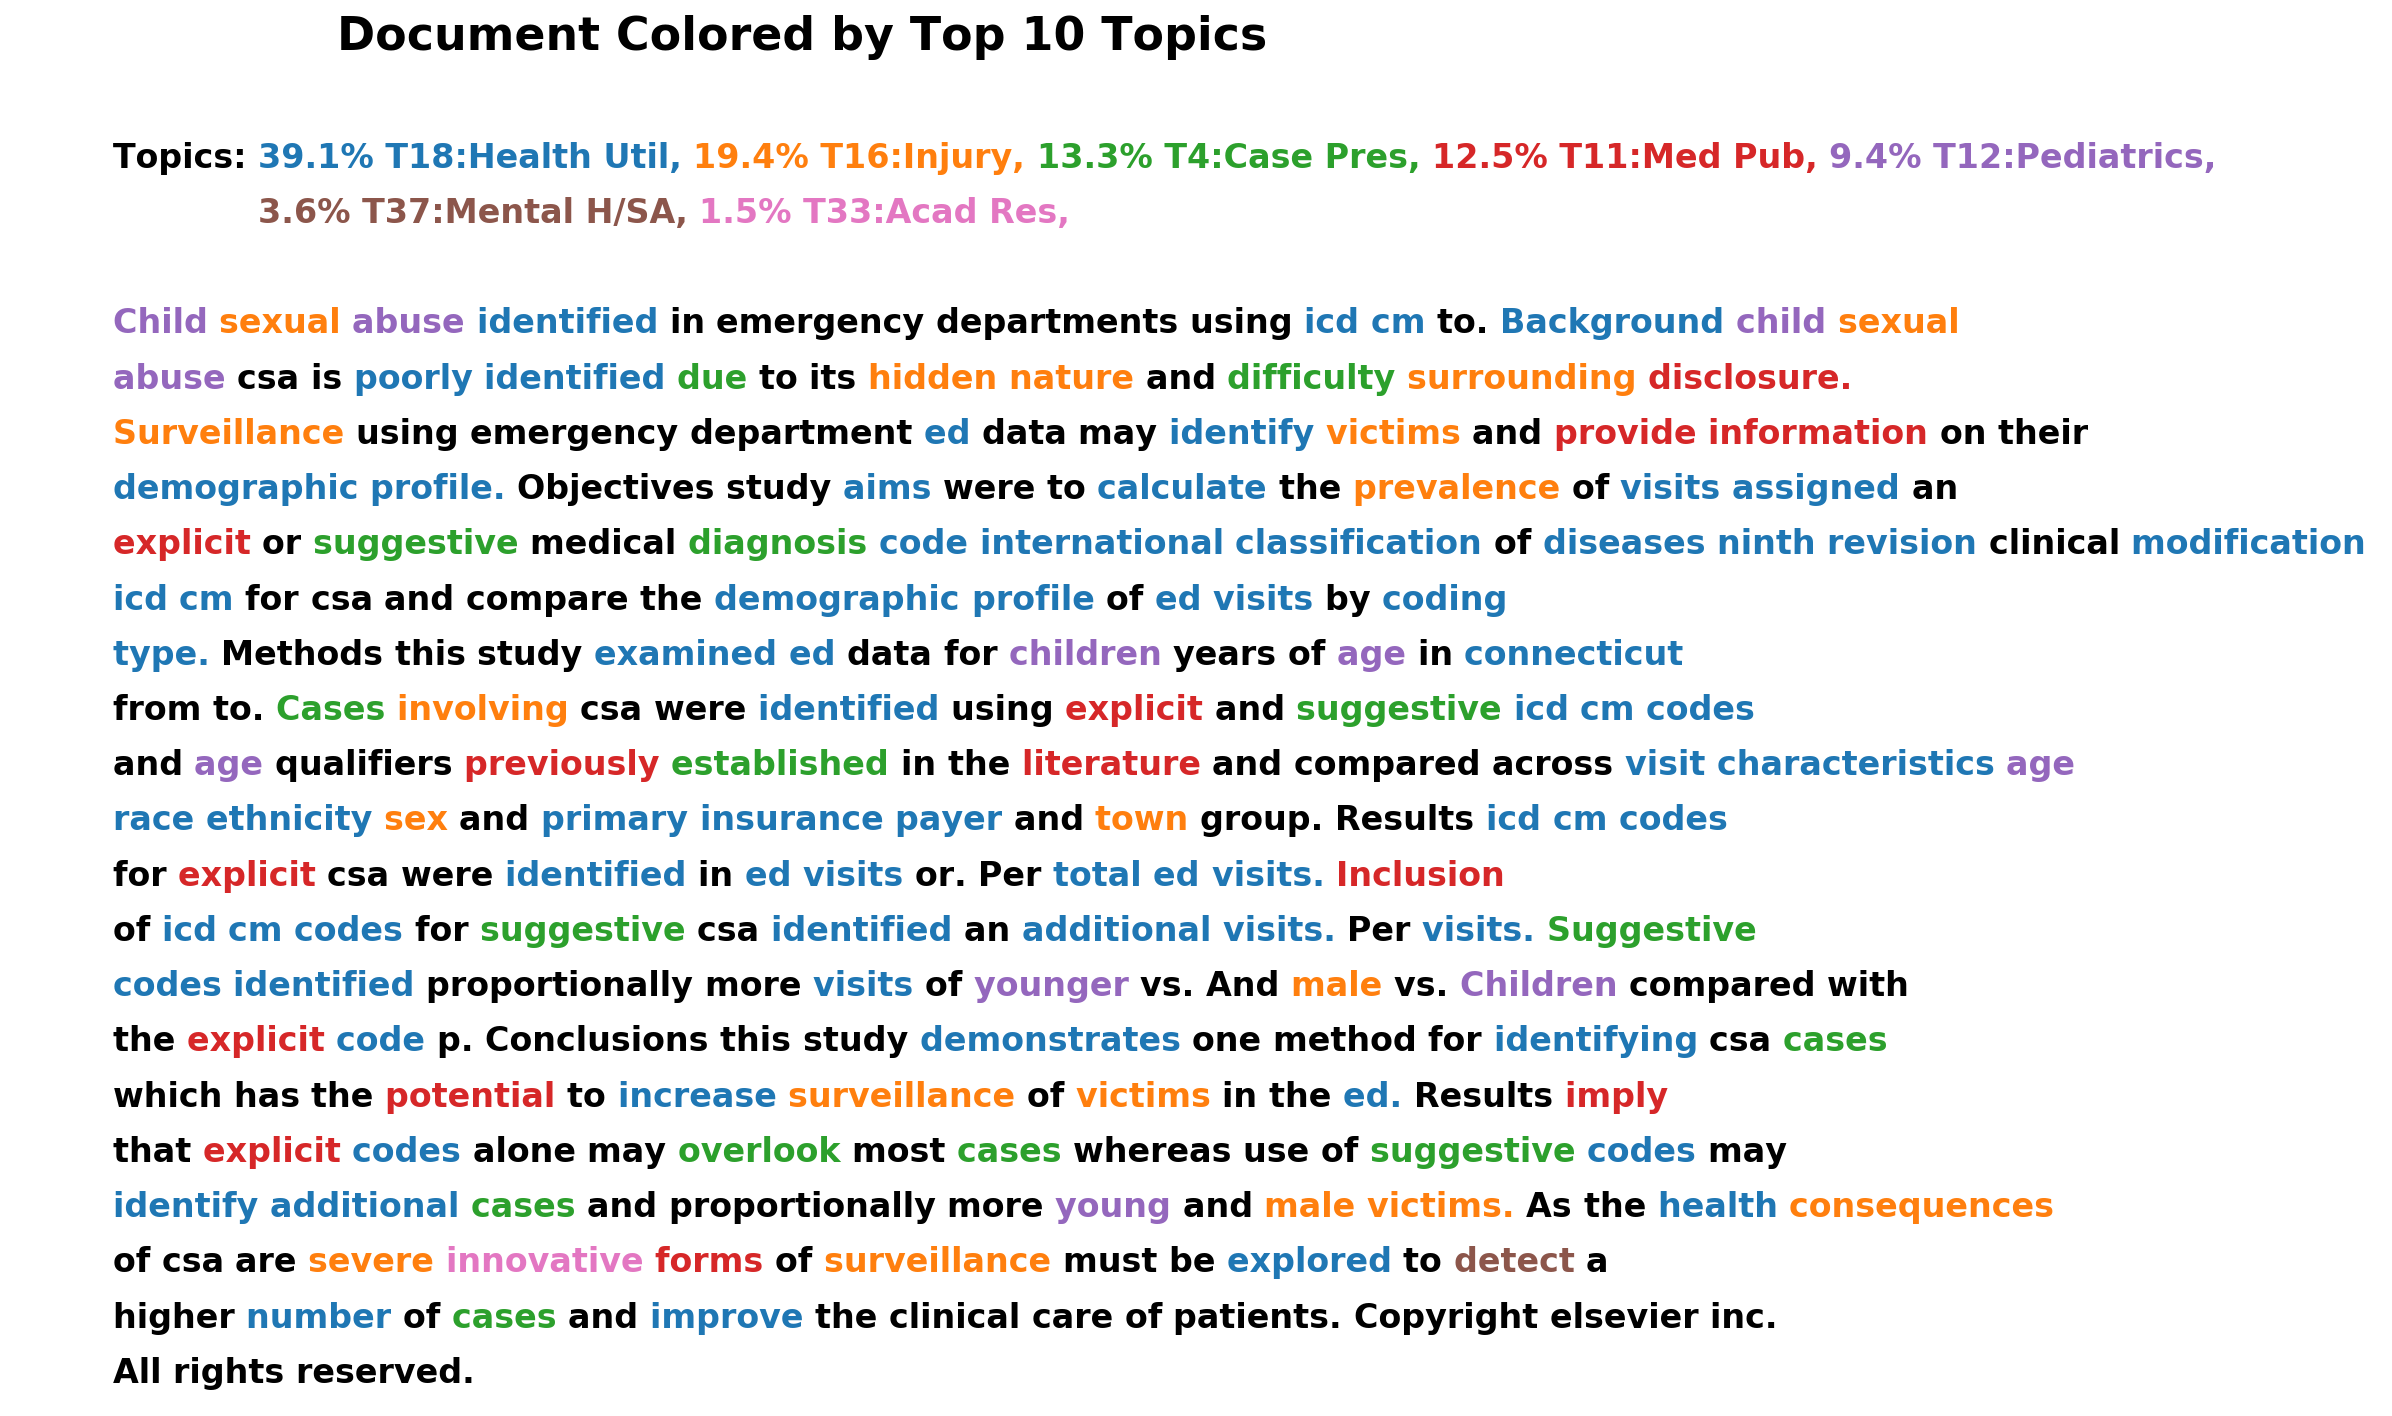 Document Colored by Top 10 Topics
Topics: 39.1% T18:Health Util, 19.4% T16:Injury, 13.3% T4:Case Pres, 12.5% T11:Med Pub, 9.4% T12:Pediatrics,
3.6% T37:Mental H/SA, 1.5% T33:Acad Res,
Child sexual abuse identified in emergency departments using icd cm to. Background child sexual
abuse csa is poorly identified due to its hidden nature and difficulty surrounding disclosure.
Surveillance using emergency department ed data may identify victims and provide information on their
demographic profile. Objectives study aims were to calculate the prevalence of visits assigned an
explicit or suggestive medical diagnosis code international classification of diseases ninth revision clinical modification
icd cm for csa and compare the demographic profile of ed visits by coding
type. Methods this study examined ed data for children years of age in connecticut
from to. Cases involving csa were identified using explicit and suggestive icd cm codes
and age qualifiers previously established in the literature and compared across visit characteristics age
race ethnicity sex and primary insurance payer and town group. Results icd cm codes
for explicit csa were identified in ed visits or. Per total ed visits. Inclusion
of icd cm codes for suggestive csa identified an additional visits. Per visits. Suggestive
codes identified proportionally more visits of younger vs. And male vs. Children compared with
the explicit code p. Conclusions this study demonstrates one method for identifying csa cases
which has the potential to increase surveillance of victims in the ed. Results imply
that explicit codes alone may overlook most cases whereas use of suggestive codes may
identify additional cases and proportionally more young and male victims. As the health consequences
of csa are severe innovative forms of surveillance must be explored to detect a
higher number of cases and improve the clinical care of patients. Copyright elsevier inc.
All rights reserved.